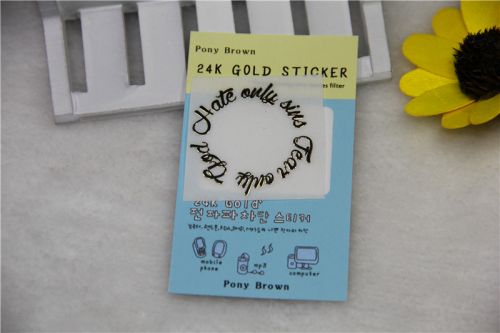 Pony Brown
24K GOLD STICKER
filter
Hate only sins Fear only God
24K Gold
전자파차단 스티커
mobile phone
mp3
computer
Pony Brown